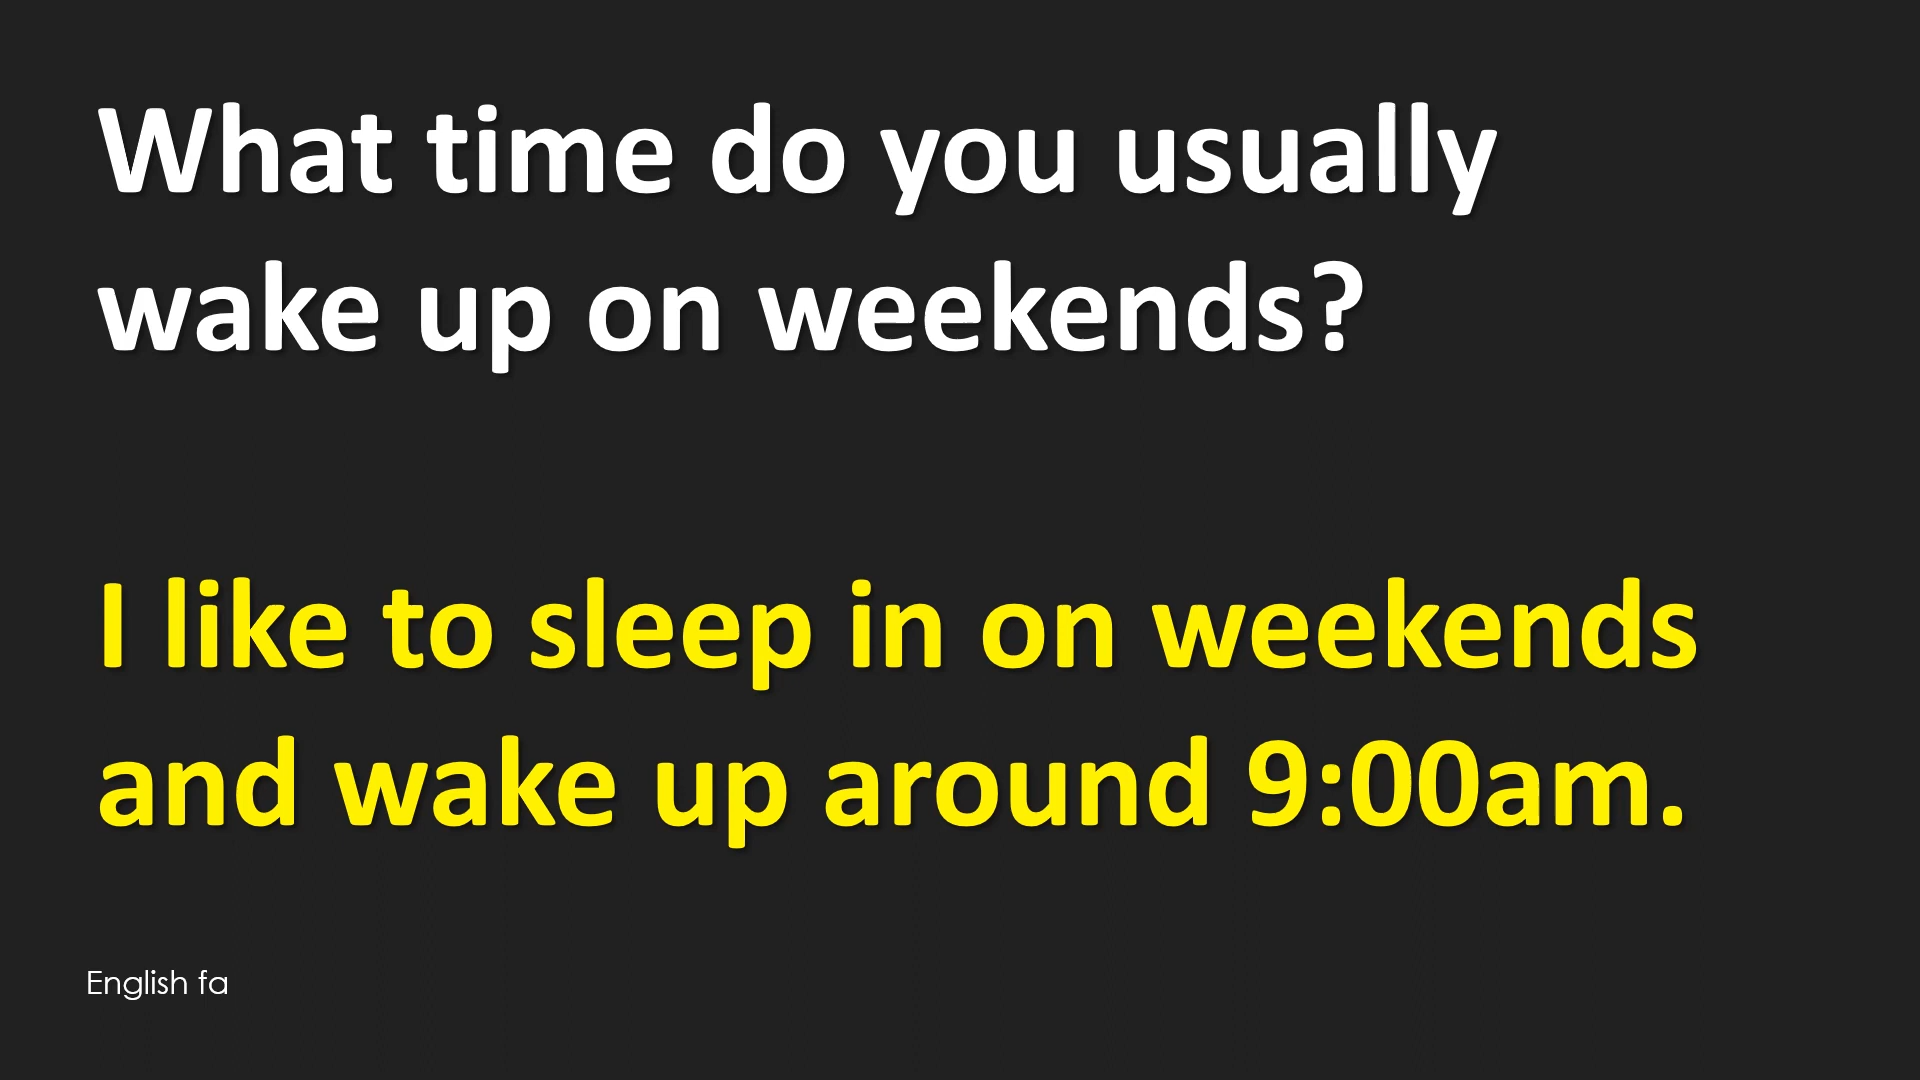 What time do you usually
wake up on weekends?
I like to sleep in on weekends
and wake up around 9:00am.
English fa